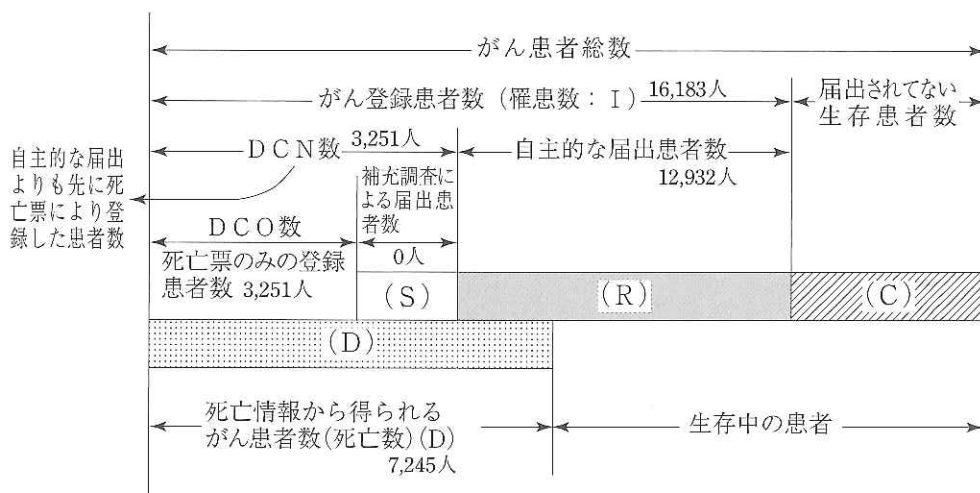 がん患者総数
がん登録患者数（罹患数：Ⅰ） 16,183人
届出されてない
生存患者数
DCN数 3,251人
自主的な届出患者数
12,932人
自主的な届出
よりも先に死
亡票により登
録した患者数
補充調査に
よる届出患
者数
0人
DCO数
死亡票のみの登録
患者数 3,251人
(S)
(R)
(C)
(D)
死亡情報から得られる
がん患者数(死亡数)(D)
7,245人
生存中の患者